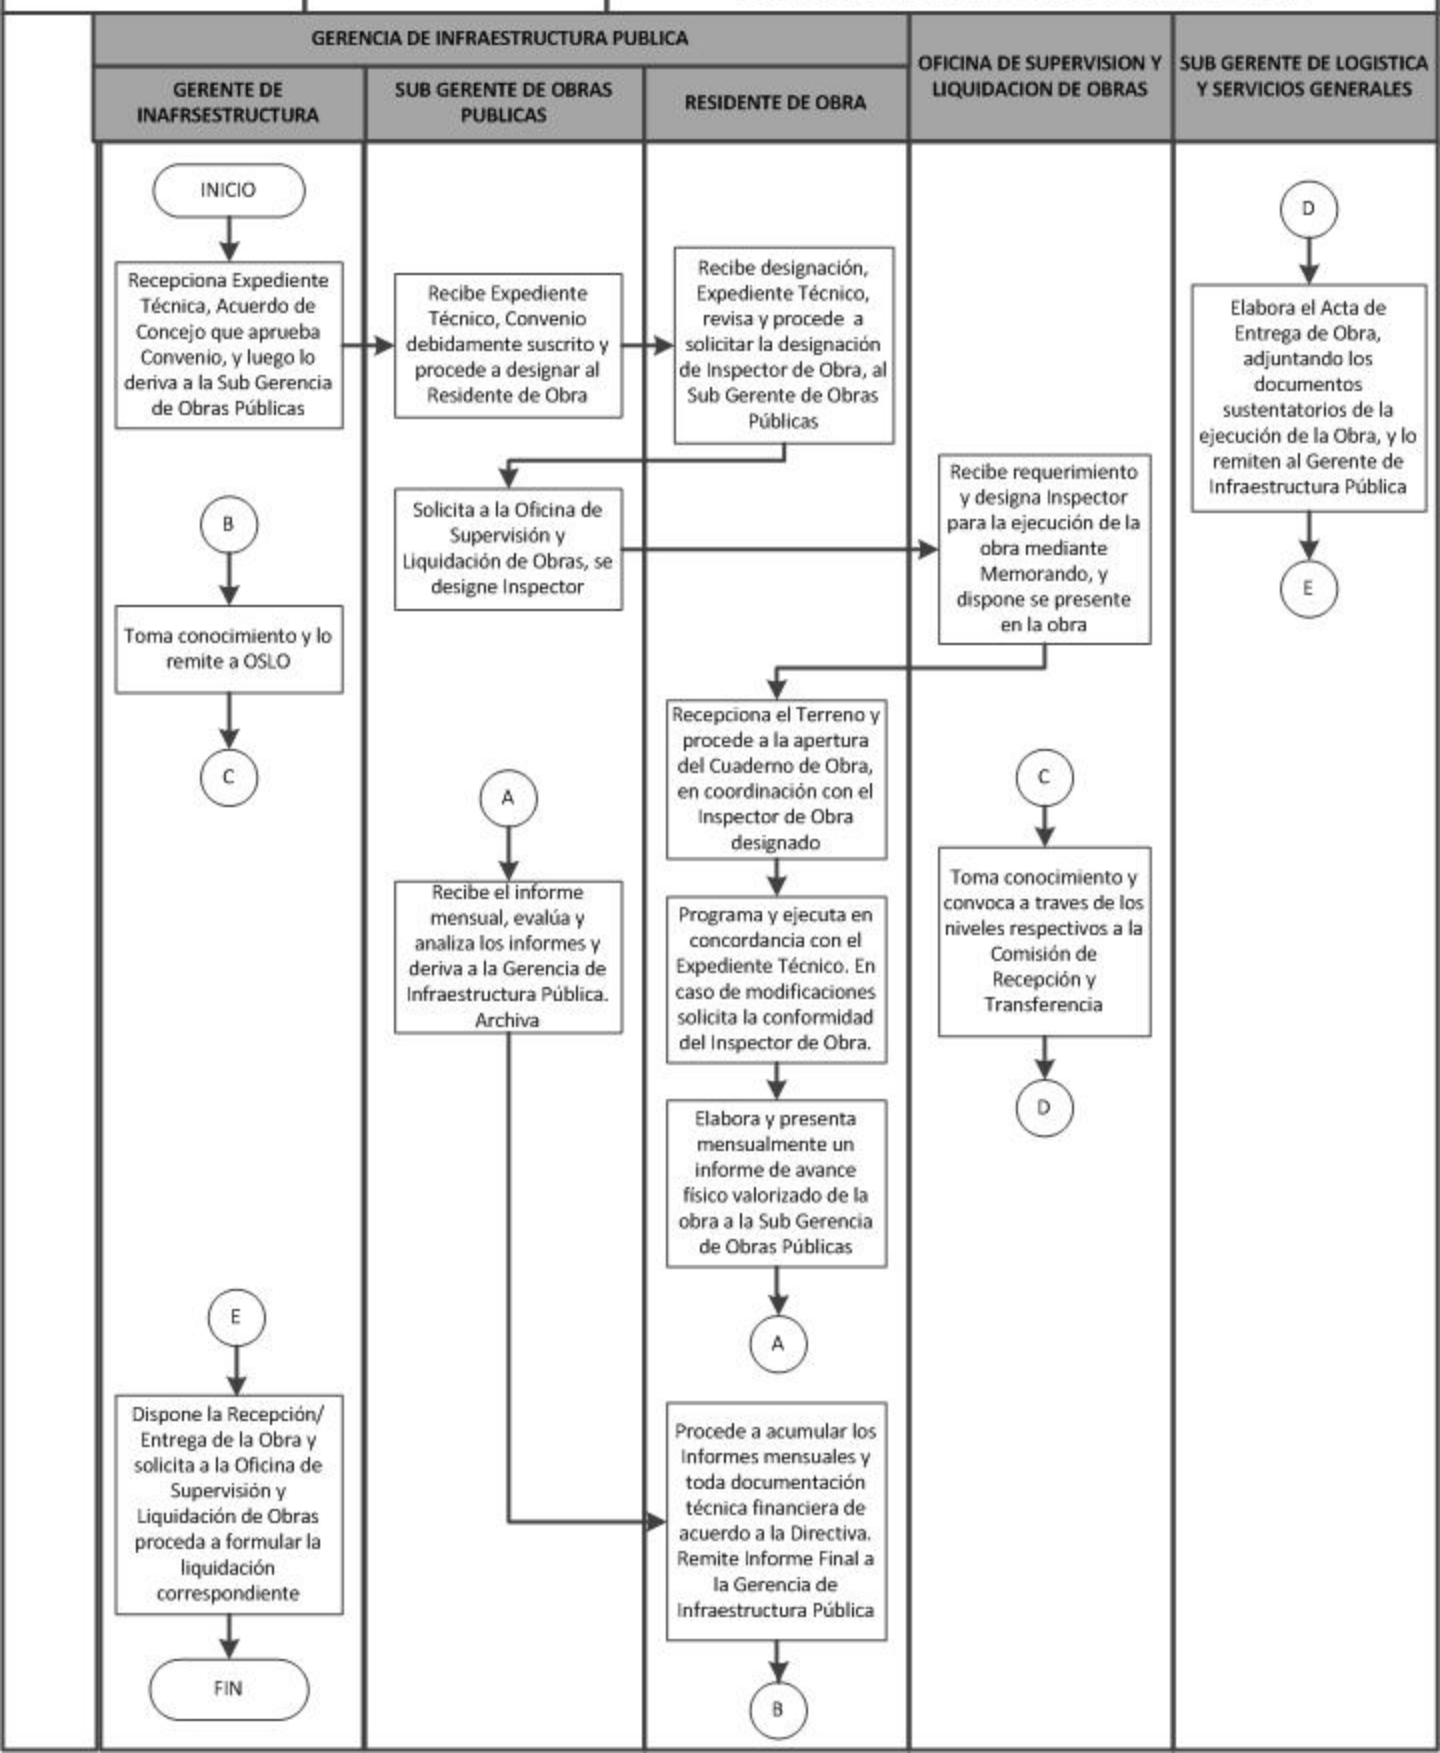 GERENCIA DE INFRAESTRUCTURA PUBLICA
OFICINA DE SUPERVISION Y
LIQUIDACION DE OBRAS
SUB GERENTE DE LOGISTICA
Y SERVICIOS GENERALES
GERENTE DE
INAFRSESTRUCTURA
SUB GERENTE DE OBRAS
PUBLICAS
RESIDENTE DE OBRA
INICIO
Recepciona Expediente
Técnica, Acuerdo de
Concejo que aprueba
Convenio, y luego lo
deriva a la Sub Gerencia
de Obras Públicas
Recibe Expediente
Técnico, Convenio
debidamente suscrito y
procede a designar al
Residente de Obra
Recibe designación,
Expediente Técnico,
revisa y procede a
solicitar la designación
de Inspector de Obra, al
Sub Gerente de Obras
Públicas
Solicita a la Oficina de
Supervisión y
Liquidación de Obras, se
designe Inspector
Recibe requerimiento
y designa Inspector
para la ejecución de la
obra mediante
Memorando, y
dispone se presente
en la obra
Recepciona el Terreno y
procede a la apertura
del Cuaderno de Obra,
en coordinación con el
Inspector de Obra
designado
Programa y ejecuta en
concordancia con el
Expediente Técnico. En
caso de modificaciones
solicita la conformidad
del Inspector de Obra.
Elabora y presenta
mensualmente un
informe de avance
físico valorizado de la
obra a la Sub Gerencia
de Obras Públicas
A
A
Recibe el informe
mensual, evalúa y
analiza los informes y
deriva a la Gerencia de
Infraestructura Pública.
Archiva
Procede a acumular los
Informes mensuales y
toda documentación
técnica financiera de
acuerdo a la Directiva.
Remite Informe Final a
la Gerencia de
Infraestructura Pública
B
B
Toma conocimiento y lo
remite a OSLO
C
C
Toma conocimiento y
convoca a traves de los
niveles respectivos a la
Comisión de
Recepción y
Transferencia
D
D
Elabora el Acta de
Entrega de Obra,
adjuntando los
documentos
sustentatorios de la
ejecución de la Obra, y lo
remiten al Gerente de
Infraestructura Pública
E
E
Dispone la Recepción/
Entrega de la Obra y
solicita a la Oficina de
Supervisión y
Liquidación de Obras
proceda a formular la
liquidación
correspondiente
FIN